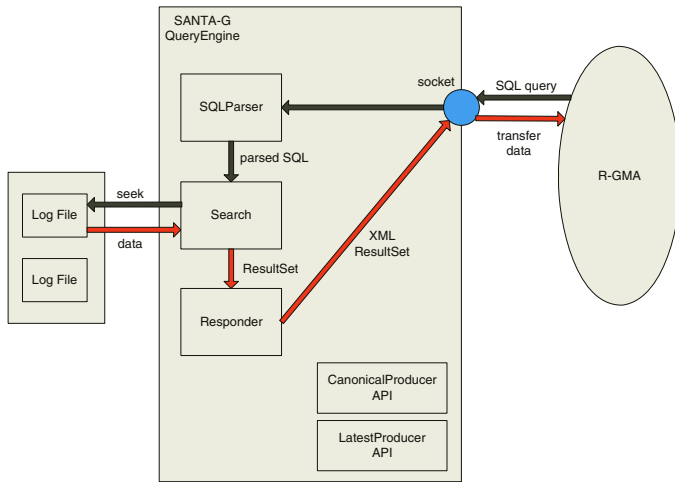 SANTA-G
QueryEngine
socket
SQL query
SQLParser
transfer
data
R-GMA
parsed SQL
seek
Log File
Search
data
XML
ResultSet
ResultSet
Log File
Responder
CanonicalProducer
API
LatestProducer
API